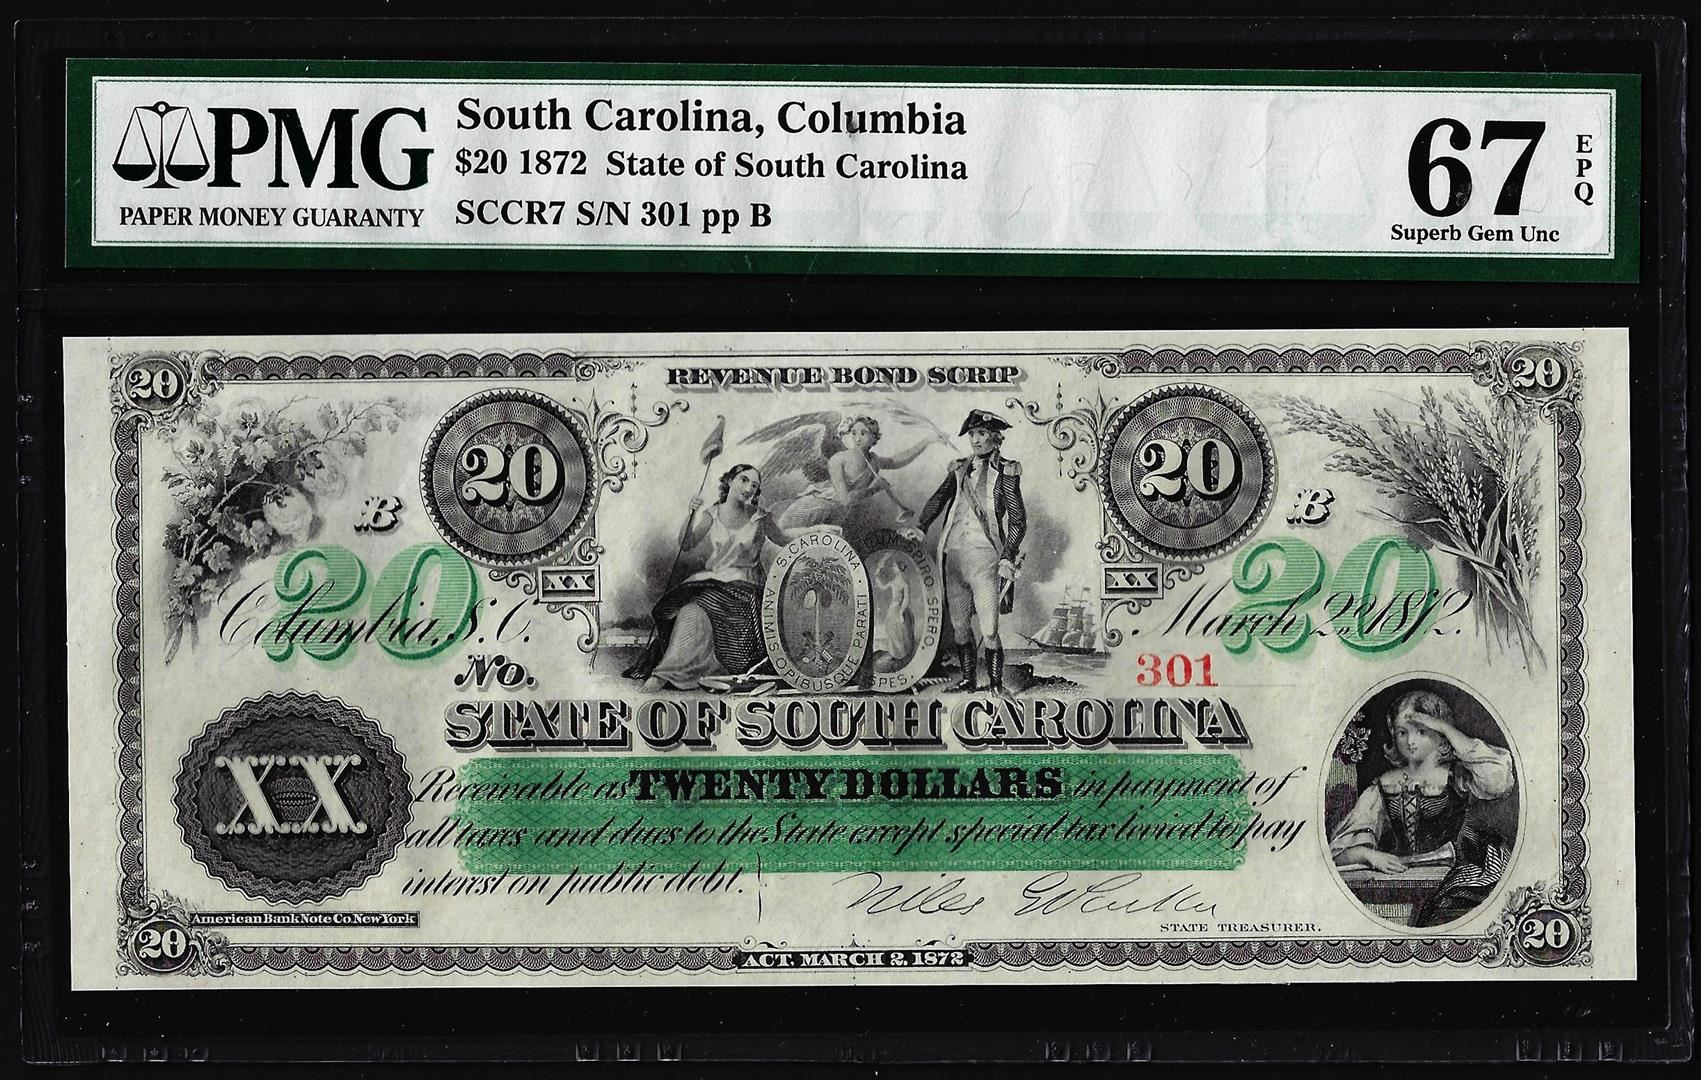 PMG
PAPER MONEY GUARANTY
South Carolina, Columbia
$20 1872 State of South Carolina
SCCR7 S/N 301 pp B
67 EPQ
Superb Gem Unc
20 REVENUE BOND SCRIP 20
20 20
B B
20 20
XX XX
S. CAROLINA. ANIMIS OPIBUSQUE PARATI
DUM SPIRO SPERO. SPES.
Columbia, S.C. March 2nd 1872.
No. 301
STATE OF SOUTH CAROLINA
XX
Receivable as TWENTY DOLLARS in payment of
all taxes and dues to the State except special tax levied to pay
interest on public debt.
Niles G Parker
STATE TREASURER.
American Bank Note Co. New York
20 ACT, MARCH 2, 1872 20